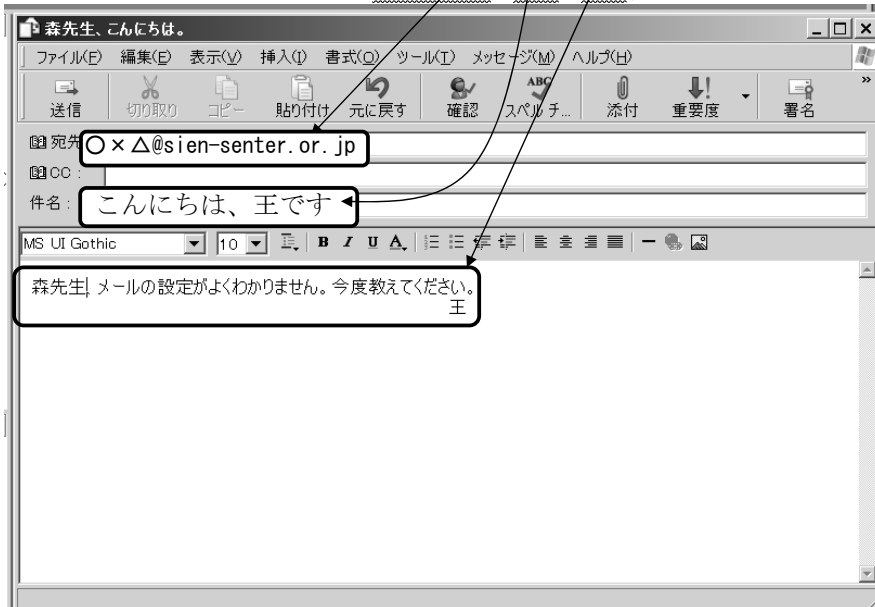 森先生、こんにちは。
ファイル(F) 編集(E) 表示(V) 挿入(I) 書式(O) ツール(T) メッセージ(M) ヘルプ(H)
送信 切り取り コピー 貼り付け 元に戻す 確認 ABC スペル チ... 添付 重要度 署名 »
宛先 ○×△@sien-senter.or.jp
CC :
件名 : こんにちは、王です
MS UI Gothic 10 B I U A
森先生、メールの設定がよくわかりません。今度教えてください。
王